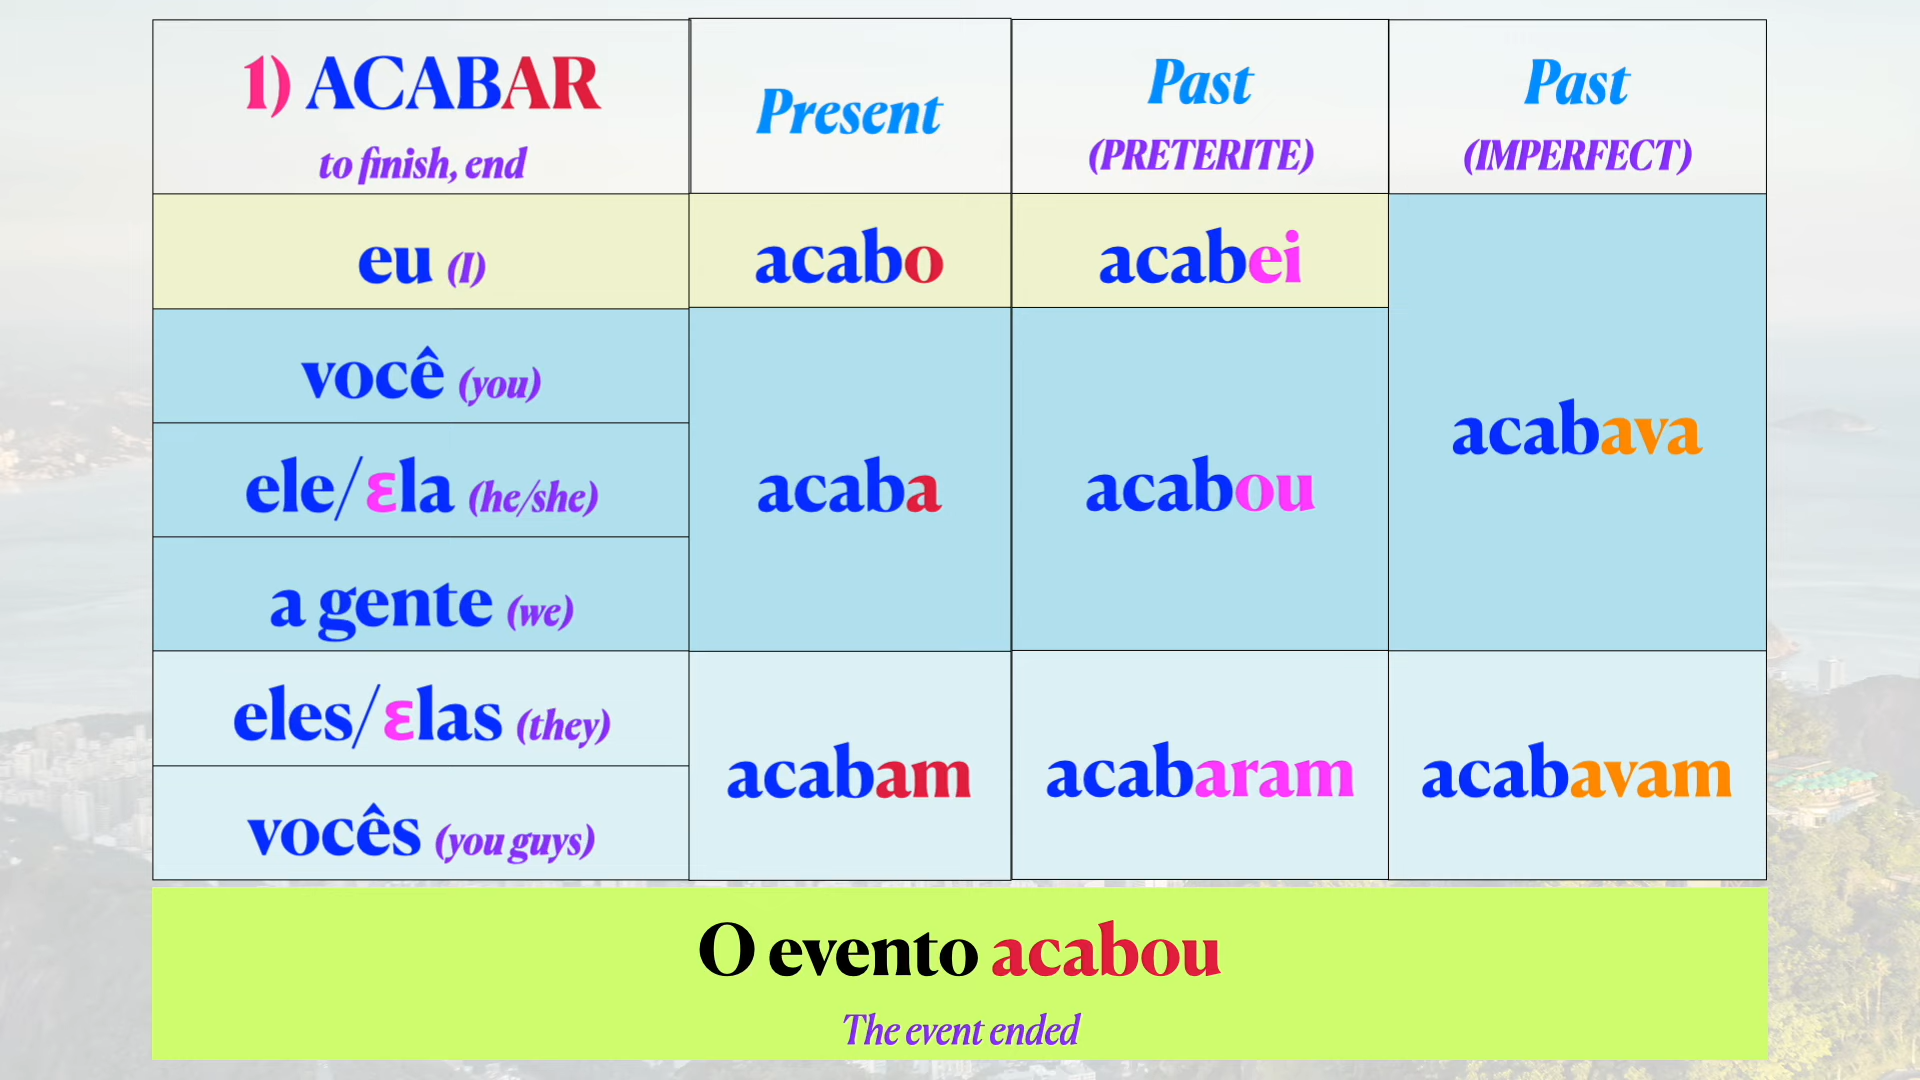 1) ACABAR
to finish, end
Present
Past
(PRETERITE)
Past
(IMPERFECT)
eu (I)
acabo
acabei
acabava
você (you)
ele/ɛla (he/she)
acaba
acabou
a gente (we)
eles/ɛlas (they)
acabam
acabaram
acabavam
vocês (you guys)
O evento acabou
The event ended